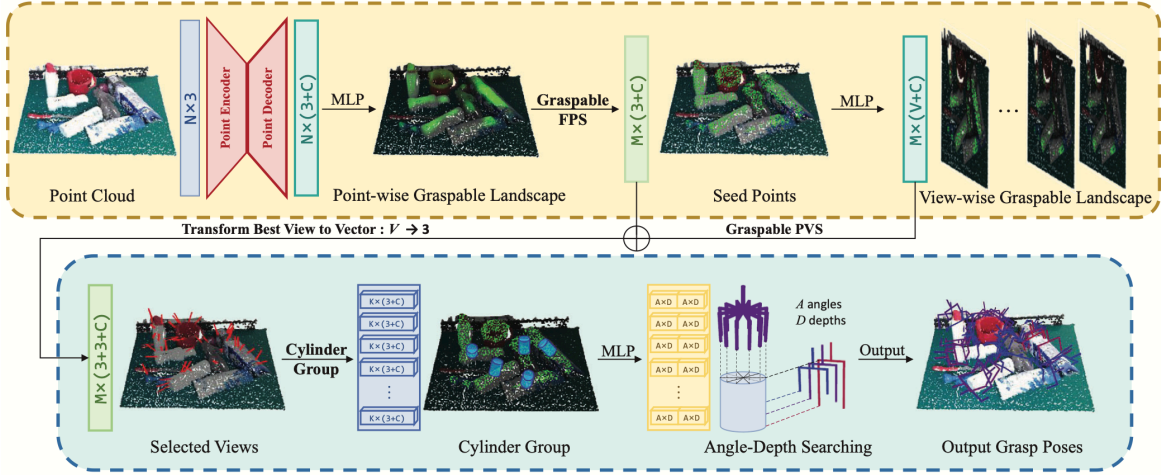 N×3
Point Encoder
Point Decoder
N×(3+C)
MLP
Graspable
FPS
M×(3+C)
MLP
M×(V+C)
...
Point Cloud
Point-wise Graspable Landscape
Seed Points
View-wise Graspable Landscape
Transform Best View to Vector : V → 3
Graspable PVS
M×(3+3+C)
Cylinder
Group
K×(3+C)
K×(3+C)
K×(3+C)
K×(3+C)
⋮
K×(3+C)
MLP
A×D A×D
A×D A×D
A×D A×D
A×D A×D
⋮
A×D A×D
A angles
D depths
Output
Selected Views
Cylinder Group
Angle-Depth Searching
Output Grasp Poses